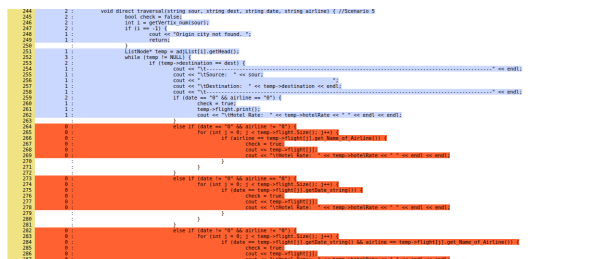 244 2 : void direct_traversal(string sour, string dest, string date, string airline) { //Scenario 5
245 2 : bool check = false;
246 2 : int i = getVertix_num(sour);
247 2 : if (i == -1) {
248 1 : cout << "Origin city not found. ";
249 1 : return;
250 : }
251 1 : ListNode* temp = adjList[i].getHead();
252 3 : while (temp != NULL) {
253 2 : if (temp->destination == dest) {
254 1 : cout << "\t----------------------------------------------------------------------------------------" << endl;
255 1 : cout << "\tSource: " << sour;
256 1 : cout << " ";
257 1 : cout << "\tDestination: " << temp->destination << endl;
258 1 : cout << "\t----------------------------------------------------------------------------------------" << endl;
259 1 : if (date == "0" && airline == "0") {
260 1 : check = true;
261 1 : temp->flight.print();
262 1 : cout << "\tHotel Rate: " << temp->hotelRate << " " << endl << endl;
263 : }
264 0 : else if (date == "0" && airline != "0") {
265 0 : for (int j = 0; j < temp->flight.Size(); j++) {
266 0 : if (airline == temp->flight[j].get_Name_of_Airline()) {
267 0 : check = true;
268 0 : cout << temp->flight[j];
269 0 : cout << "\tHotel Rate: " << temp->hotelRate << " " << endl << endl;
270 : }
271 : }
272 : }
273 0 : else if (date != "0" && airline == "0") {
274 0 : for (int j = 0; j < temp->flight.Size(); j++) {
275 0 : if (date == temp->flight[j].getDate_string()) {
276 0 : check = true;
277 0 : cout << temp->flight[j];
278 0 : cout << "\tHotel Rate: " << temp->hotelRate << " " << endl << endl;
279 : }
280 : }
281 : }
282 0 : else if (date != "0" && airline != "0") {
283 0 : for (int j = 0; j < temp->flight.Size(); j++) {
284 0 : if (date == temp->flight[j].getDate_string() && airline == temp->flight[j].get_Name_of_Airline()) {
285 0 : check = true;
286 0 : cout << temp->flight[j];